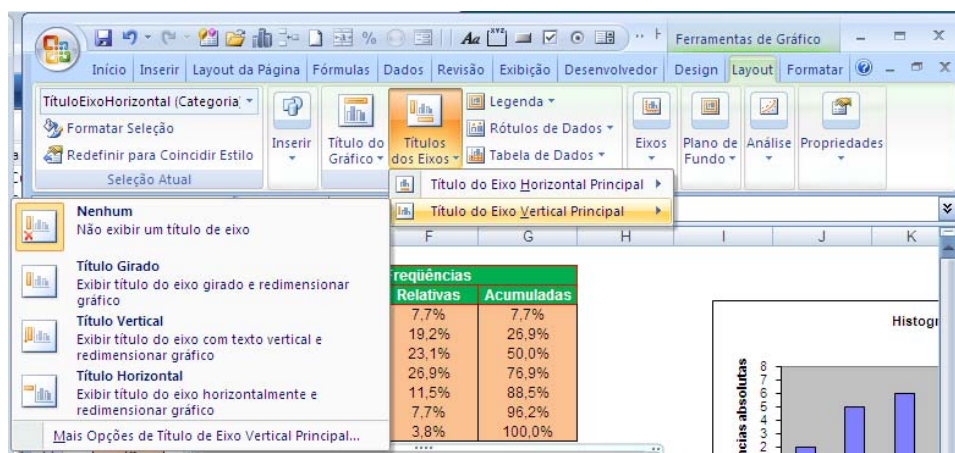 Ferramentas de Gráfico
Início Inserir Layout da Página Fórmulas Dados Revisão Exibição Desenvolvedor Design Layout Formatar
TítuloEixoHorizontal (Categoria)
Formatar Seleção
Redefinir para Coincidir Estilo
Seleção Atual
Inserir
Título do Gráfico
Títulos dos Eixos
Legenda
Rótulos de Dados
Tabela de Dados
Eixos
Plano de Fundo
Análise
Propriedades
Título do Eixo Horizontal Principal
Título do Eixo Vertical Principal
Nenhum
Não exibir um título de eixo
Título Girado
Exibir título do eixo girado e redimensionar
gráfico
Título Vertical
Exibir título do eixo com texto vertical e
redimensionar gráfico
Título Horizontal
Exibir título do eixo horizontalmente e
redimensionar gráfico
Mais Opções de Título de Eixo Vertical Principal...
F G H I J K
reqüências
Relativas Acumuladas
7,7% 7,7%
19,2% 26,9%
23,1% 50,0%
26,9% 76,9%
11,5% 88,5%
7,7% 96,2%
3,8% 100,0%
Histogr
ncias absolutas
8
7
6
5
4
3
2